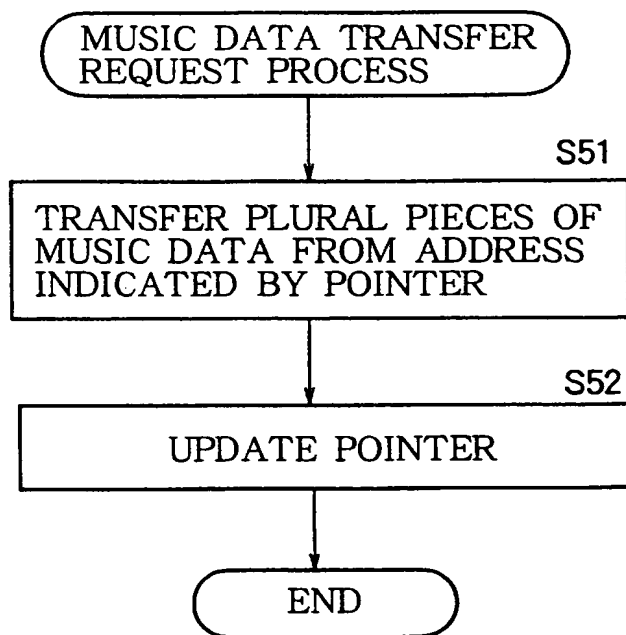 MUSIC DATA TRANSFER
REQUEST PROCESS
S51
TRANSFER PLURAL PIECES OF
MUSIC DATA FROM ADDRESS
INDICATED BY POINTER
S52
UPDATE POINTER
END